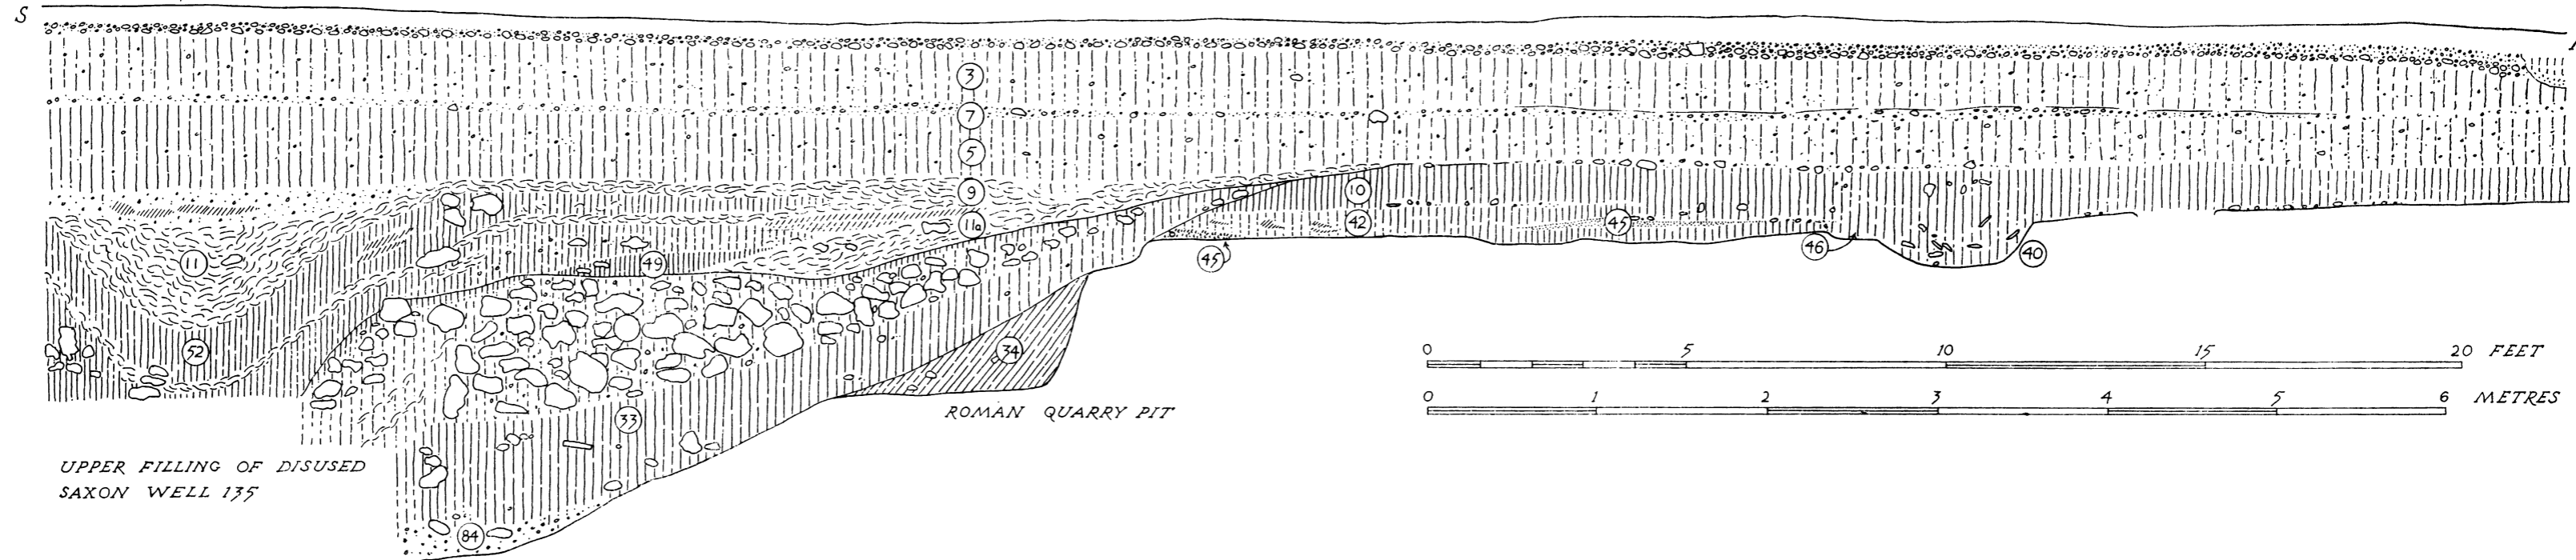 S
3
7
5
9
10
11
11a
42
45
49
45
46
40
52
34
33
84
0 5 10 15 20 FEET
0 1 2 3 4 5 6 METRES
ROMAN QUARRY PIT
UPPER FILLING OF DISUSED
SAXON WELL 135